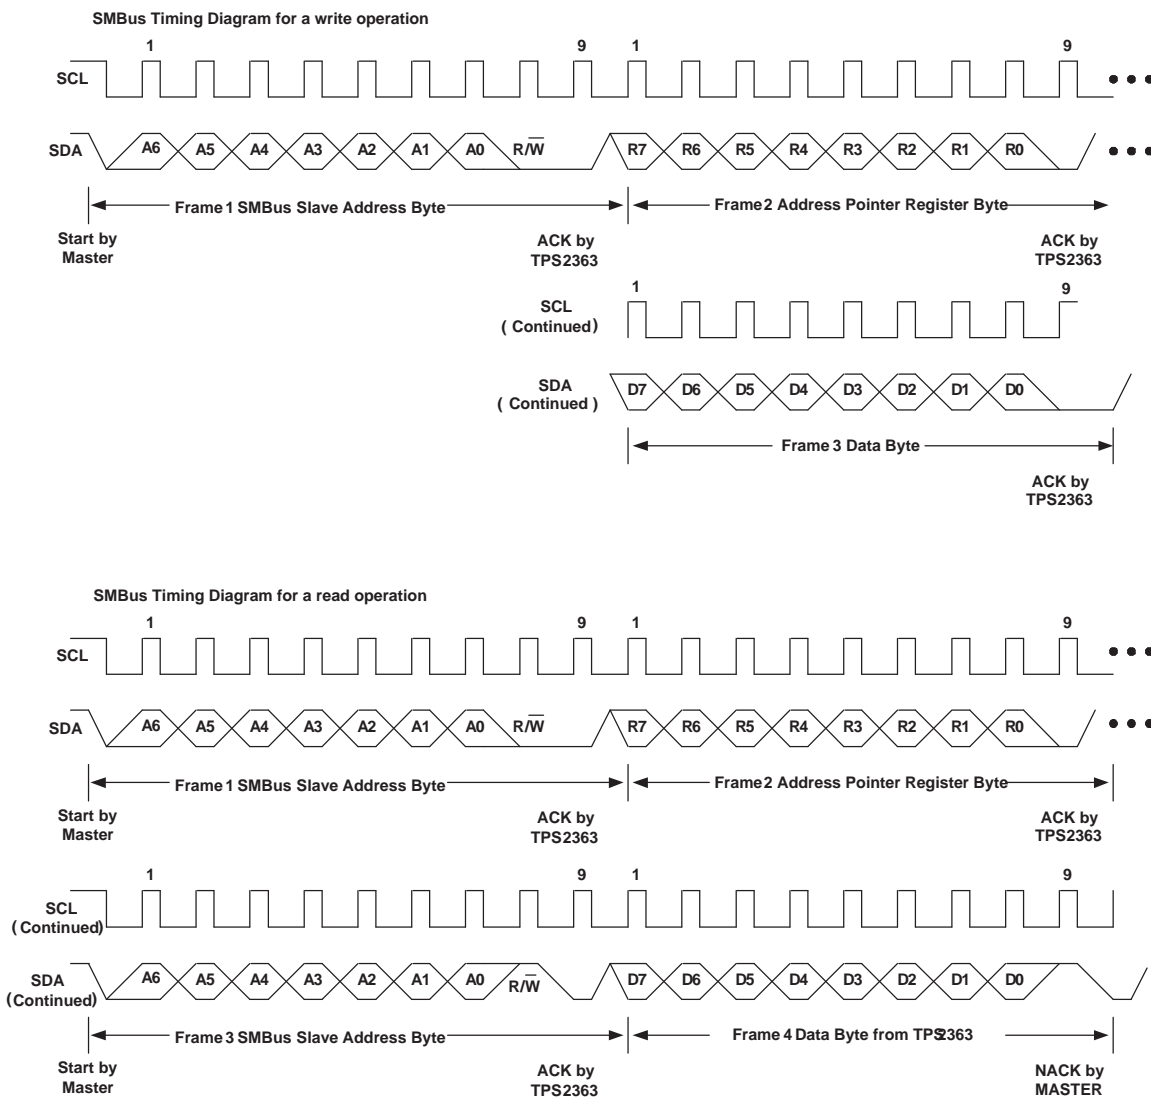 SMBus Timing Diagram for a write operation
1 9 1 9
SCL
SDA A6 A5 A4 A3 A2 A1 A0 R/W̅ R7 R6 R5 R4 R3 R2 R1 R0
Frame 1 SMBus Slave Address Byte Frame 2 Address Pointer Register Byte
Start by
Master
ACK by
TPS2363
ACK by
TPS2363
1 9
SCL
( Continued)
SDA
( Continued )
D7 D6 D5 D4 D3 D2 D1 D0
Frame 3 Data Byte
ACK by
TPS2363
SMBus Timing Diagram for a read operation
1 9 1 9
SCL
SDA A6 A5 A4 A3 A2 A1 A0 R/W̅ R7 R6 R5 R4 R3 R2 R1 R0
Frame 1 SMBus Slave Address Byte Frame 2 Address Pointer Register Byte
Start by
Master
ACK by
TPS2363
ACK by
TPS2363
1 9 1 9
SCL
( Continued)
SDA
(Continued)
A6 A5 A4 A3 A2 A1 A0 R/W̅ D7 D6 D5 D4 D3 D2 D1 D0
Frame 3 SMBus Slave Address Byte Frame 4 Data Byte from TPS2363
Start by
Master
ACK by
TPS2363
NACK by
MASTER